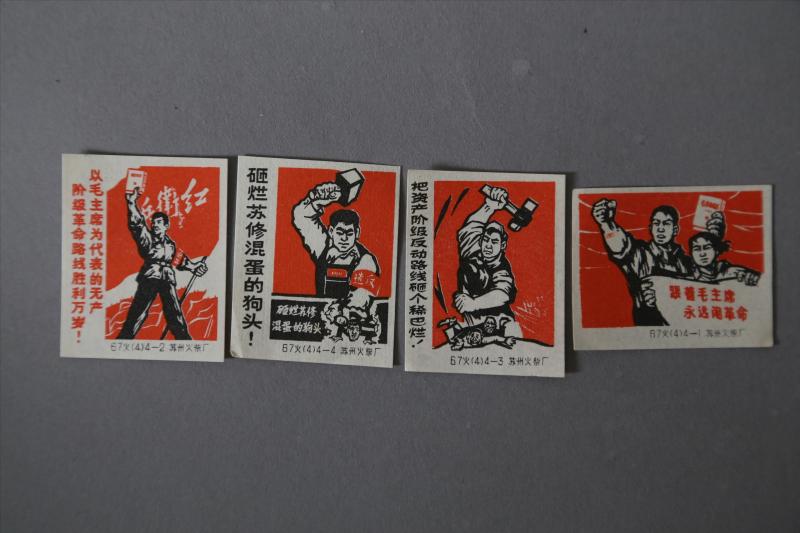 以毛主席为代表的无产
阶级革命路线胜利万岁！
红衛兵
67火(4)4-2 苏州火柴厂
砸烂苏修混蛋的狗头！
造反
砸烂苏修
混蛋的狗头
67火(4)4-4 苏州火柴厂
把资产阶级反动路线砸个稀巴烂！
67火(4)4-3 苏州火柴厂
跟着毛主席
永远闹革命
67火(4)4-1 苏州火柴厂